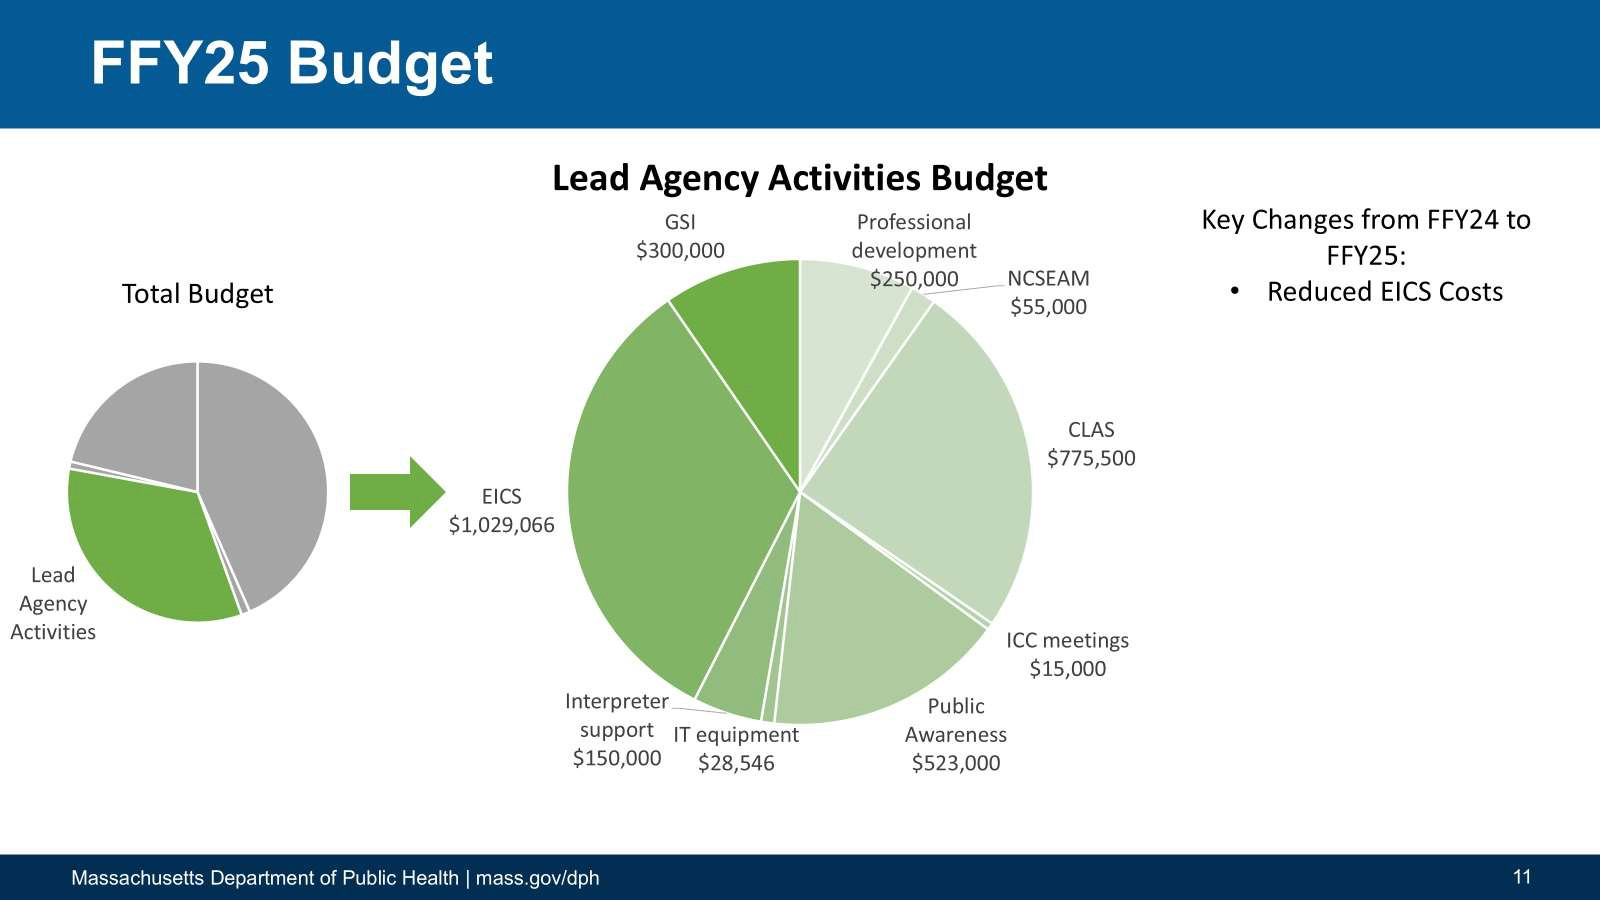 FFY25 Budget
Lead Agency Activities Budget
Total Budget
Lead
Agency
Activities
GSI
$300,000
Professional
development
$250,000
NCSEAM
$55,000
CLAS
$775,500
ICC meetings
$15,000
Public
Awareness
$523,000
IT equipment
$28,546
Interpreter
support
$150,000
EICS
$1,029,066
Key Changes from FFY24 to
FFY25:
• Reduced EICS Costs
Massachusetts Department of Public Health | mass.gov/dph
11